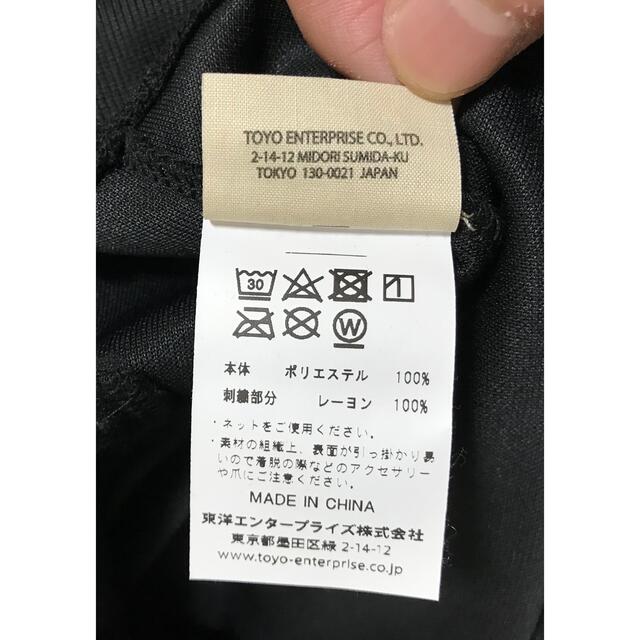 TOYO ENTERPRISE CO., LTD.
2-14-12 MIDORI SUMIDA-KU
TOKYO 130-0021 JAPAN
30
W
本体 ポリエステル 100%
刺繍部分 レーヨン 100%
・ネットをご使用ください。
・素材の組織上、表面が引っ掛かり易
いので着脱の際などのアクセサリー
や爪にご注意ください。
MADE IN CHINA
東洋エンタープライズ株式会社
東京都墨田区緑 2-14-12
www.toyo-enterprise.co.jp